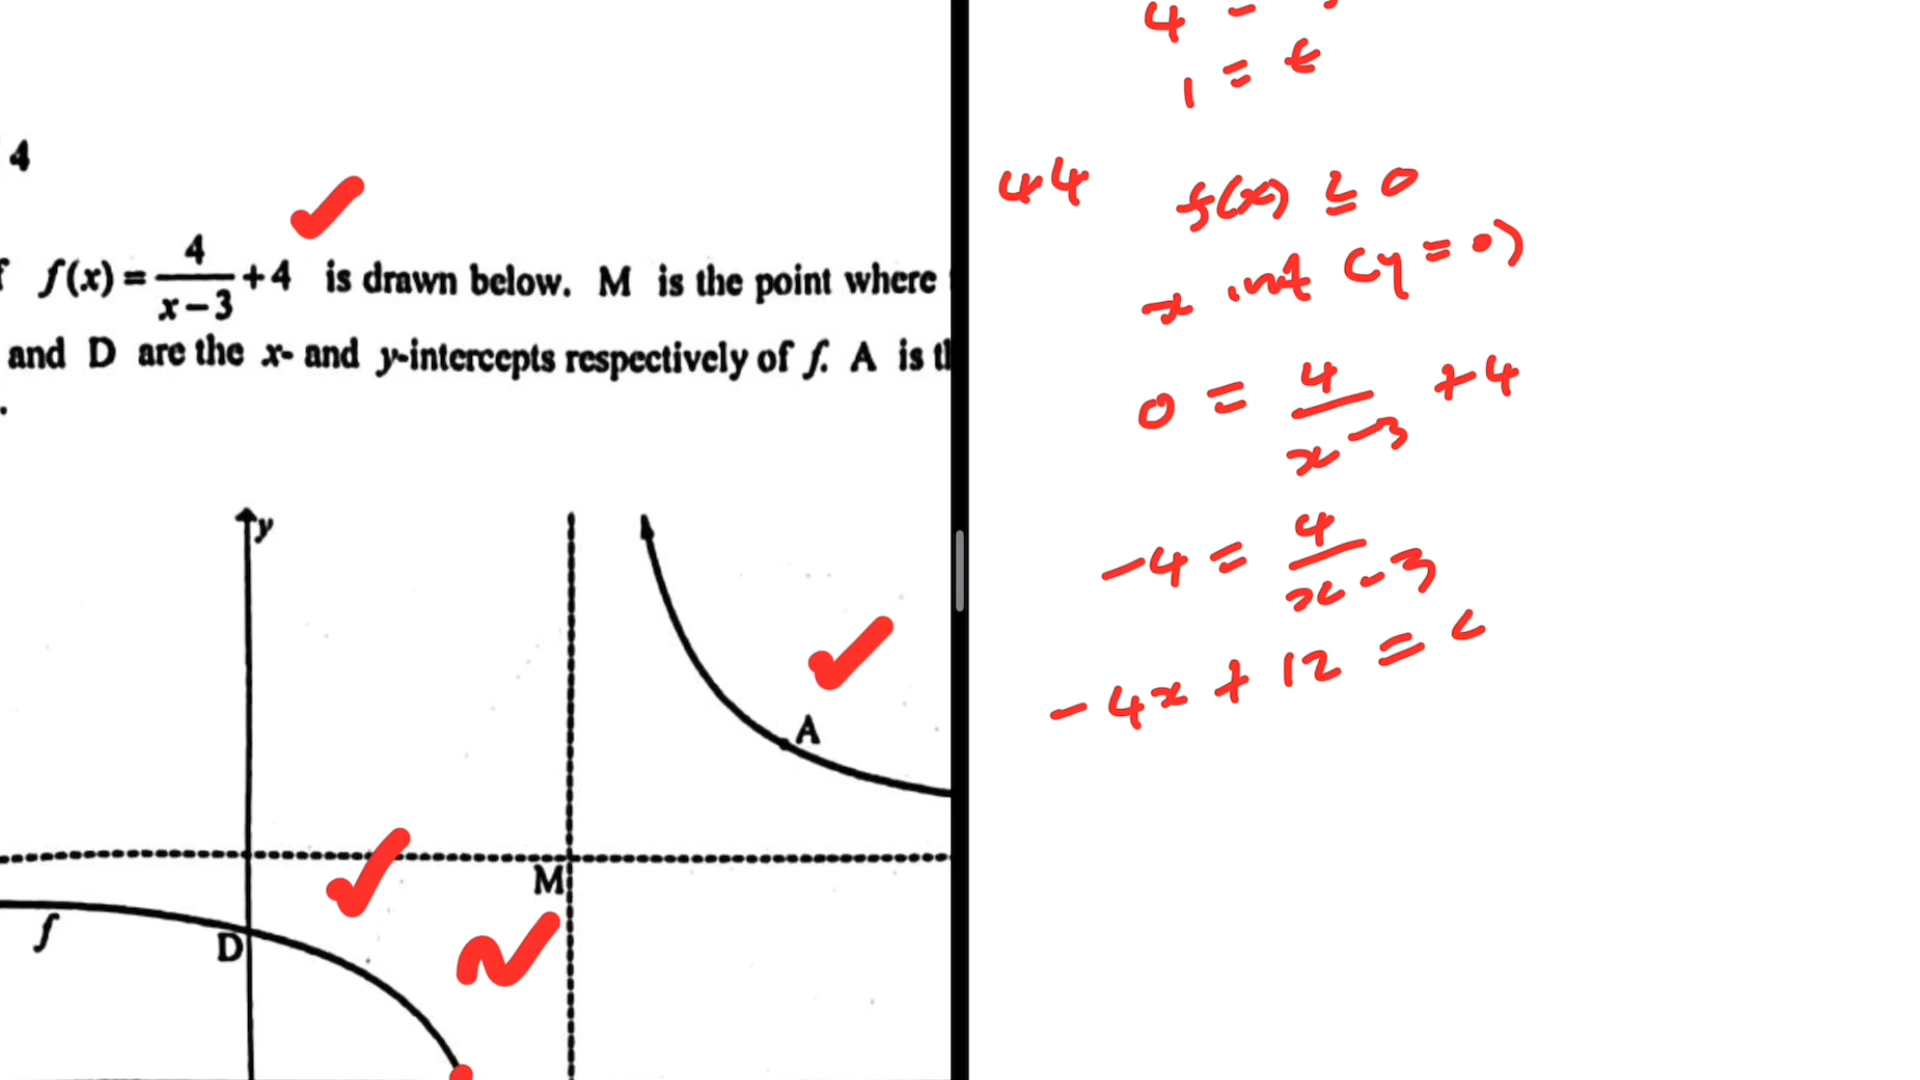 4
f(x) = 4/(x-3) + 4 is drawn below. M is the point where
and D are the x- and y-intercepts respectively of f. A is
.
y
A
M
f
D
4 =
1 = t
4.4 f(x) ≥ 0
x int (y = 0)
0 = 4/(x-3) + 4
-4 = 4/(x-3)
-4x + 12 =